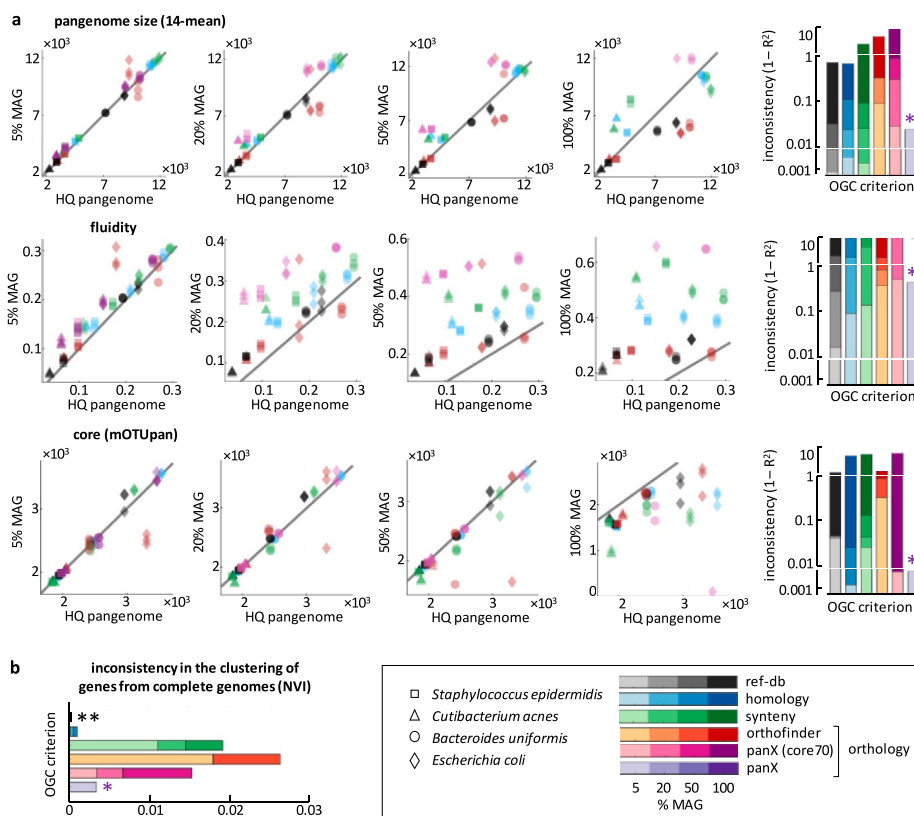 a
pangenome size (14-mean)
×10³
12
7
2
5% MAG
2
7
12
×10³
HQ pangenome
×10³
12
7
2
20% MAG
2
7
12
×10³
HQ pangenome
×10³
12
7
2
50% MAG
2
7
12
×10³
HQ pangenome
×10³
12
7
2
100% MAG
2
7
12
×10³
HQ pangenome
inconsistency (1 − R²)
10
1
0.1
0.01
0.001
*
OGC criterion
fluidity
5% MAG
0.3
0.2
0.1
0.1
0.2
0.3
HQ pangenome
20% MAG
0.4
0.3
0.2
0.1
0.1
0.2
0.3
HQ pangenome
50% MAG
0.6
0.4
0.2
0.1
0.2
0.3
HQ pangenome
100% MAG
0.6
0.4
0.2
0.1
0.2
0.3
HQ pangenome
inconsistency (1 − R²)
10
1
0.1
0.01
0.001
*
OGC criterion
core (mOTUpan)
×10³
5% MAG
3
2
2
3
×10³
HQ pangenome
×10³
20% MAG
3
2
2
3
×10³
HQ pangenome
×10³
50% MAG
3
2
2
3
×10³
HQ pangenome
×10³
100% MAG
2
1
0
2
3
×10³
HQ pangenome
inconsistency (1 − R²)
10
1
0.1
0.01
0.001
*
OGC criterion
b
inconsistency in the clustering of
genes from complete genomes (NVI)
OGC criterion
**
*
0
0.01
0.02
0.03
Staphylococcus epidermidis
Cutibacterium acnes
Bacteroides uniformis
Escherichia coli
ref-db
homology
synteny
orthofinder
panX (core70)
panX
orthology
5 20 50 100
% MAG